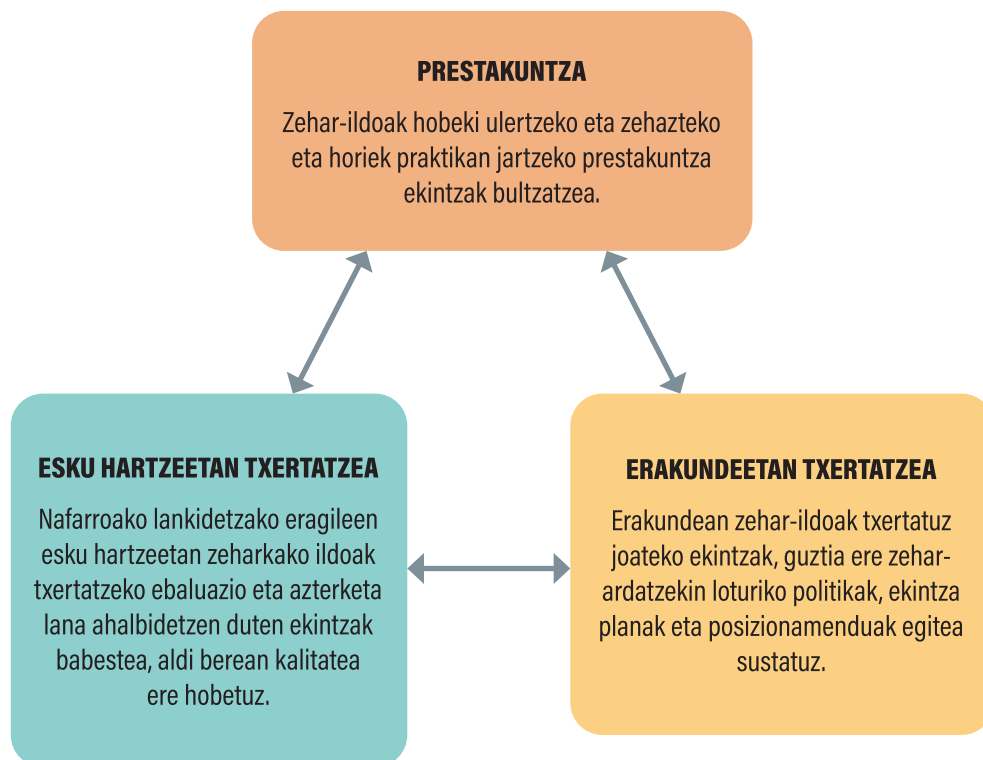 PRESTAKUNTZA
Zehar-ildoak hobeki ulertzeko eta zehazteko
eta horiek praktikan jartzeko prestakuntza
ekintzak bultzatzea.
ESKU HARTZEETAN TXERTATZEA
Nafarroako lankidetzako eragileen
esku hartzeetan zeharkako ildoak
txertatzeko ebaluazio eta azterketa
lana ahalbidetzen duten ekintzak
babestea, aldi berean kalitatea
ere hobetuz.
ERAKUNDEETAN TXERTATZEA
Erakundean zehar-ildoak txertatuz
joateko ekintzak, guztia ere zehar-
ardatzekin loturiko politikak, ekintza
planak eta posizionamenduak egitea
sustatuz.